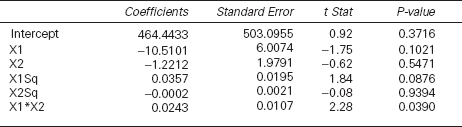 Coefficients Standard Error t Stat P-value
Intercept 464.4433 503.0955 0.92 0.3716
X1 −10.5101 6.0074 −1.75 0.1021
X2 −1.2212 1.9791 −0.62 0.5471
X1Sq 0.0357 0.0195 1.84 0.0876
X2Sq −0.0002 0.0021 −0.08 0.9394
X1*X2 0.0243 0.0107 2.28 0.0390